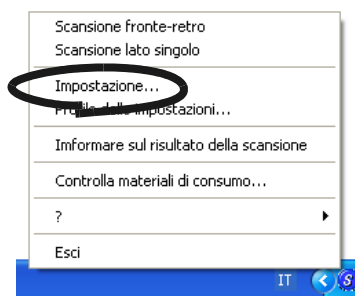 Scansione fronte-retro
Scansione lato singolo
Impostazione...
Profilo delle impostazioni...
Imformare sul risultato della scansione
Controlla materiali di consumo...
?
Esci
IT
S